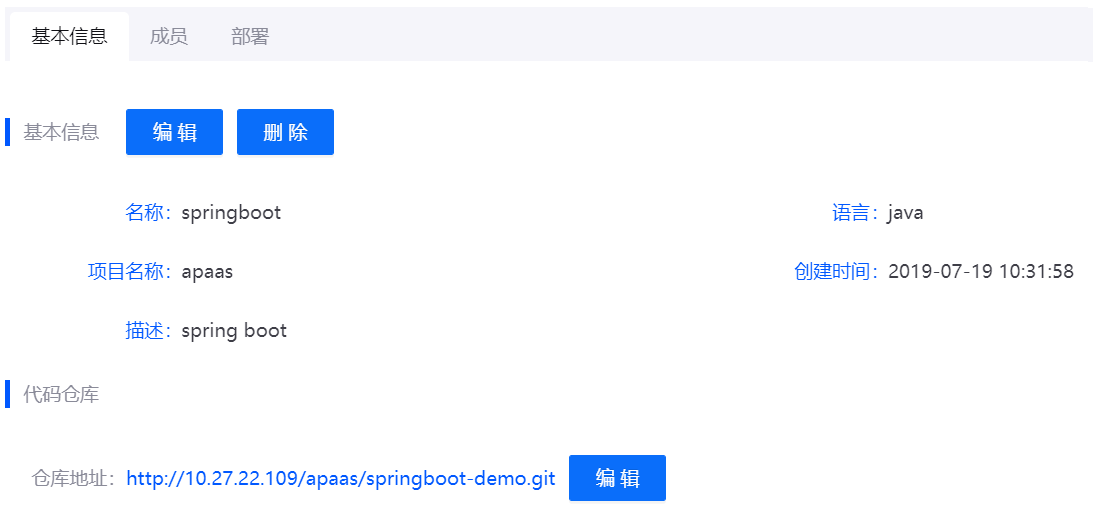 基本信息 成员 部署
基本信息 编辑 删除
名称： springboot 语言： java
项目名称： apaas 创建时间： 2019-07-19 10:31:58
描述： spring boot
代码仓库
仓库地址： http://10.27.22.109/apaas/springboot-demo.git 编辑